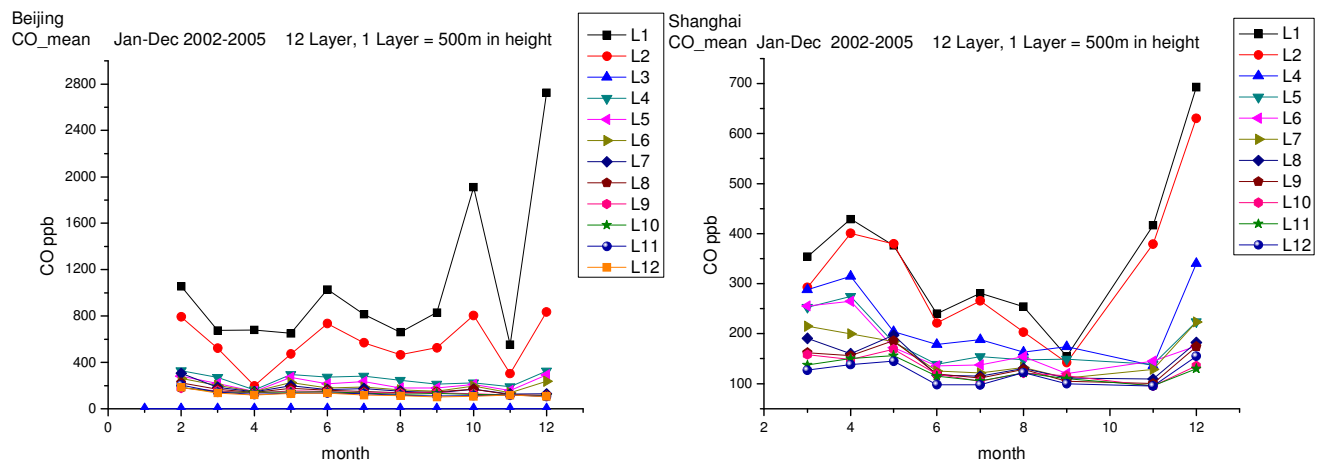 Beijing
CO_mean Jan-Dec 2002-2005 12 Layer, 1 Layer = 500m in height
2800
2400
2000
1600
1200
800
400
0
CO ppb
0 2 4 6 8 10 12
month
L1
L2
L3
L4
L5
L6
L7
L8
L9
L10
L11
L12
Shanghai
CO_mean Jan-Dec 2002-2005 12 Layer, 1 Layer = 500m in height
700
600
500
400
300
200
100
CO ppb
2 4 6 8 10 12
month
L1
L2
L4
L5
L6
L7
L8
L9
L10
L11
L12